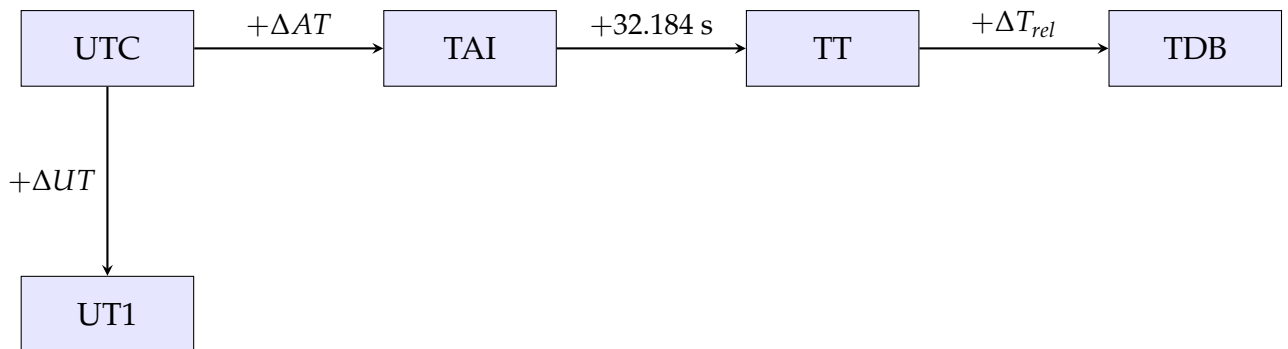 UTC
+ΔAT
TAI
+32.184 s
TT
+ΔT_rel
TDB
+ΔUT
UT1